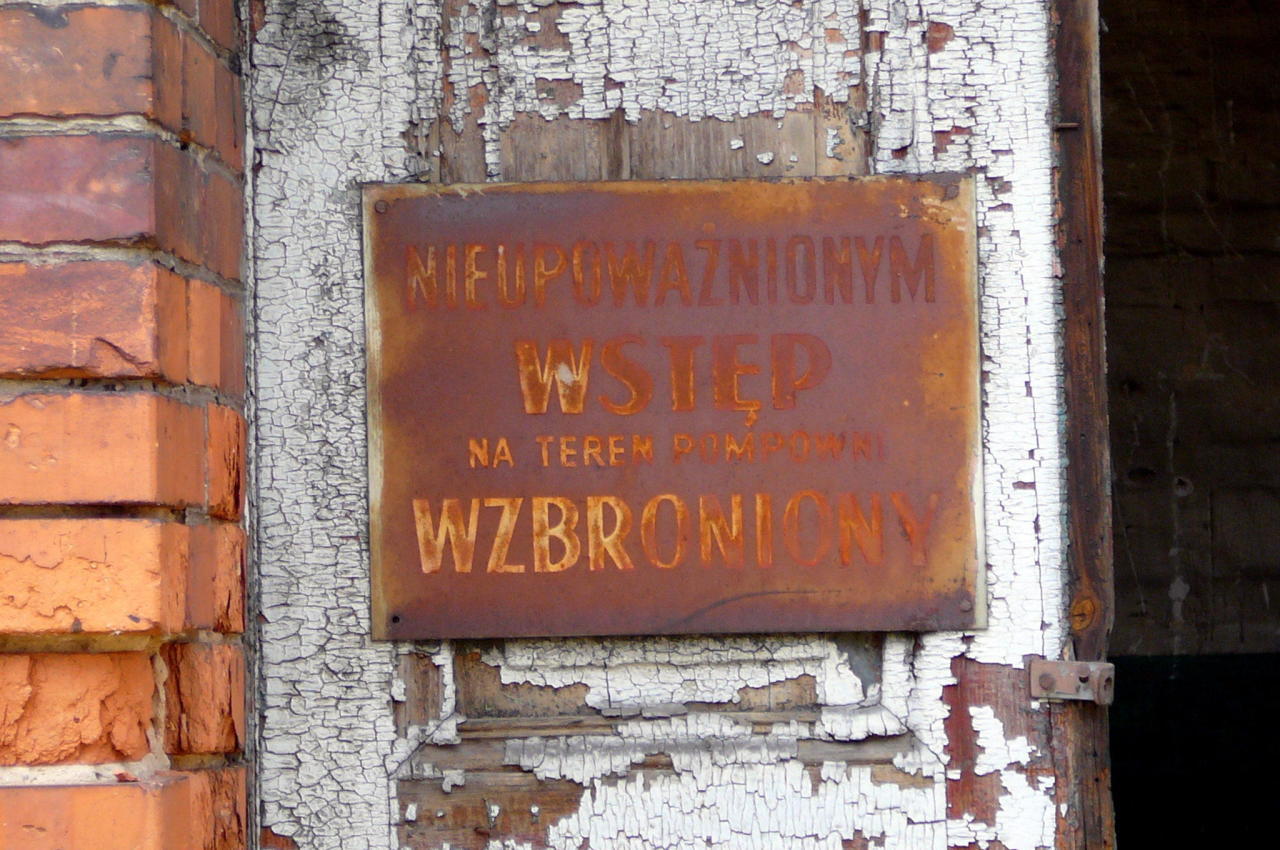 NIEUPOWAŻNIONYM
WSTĘP
NA TEREN POMPOWNI
WZBRONIONY